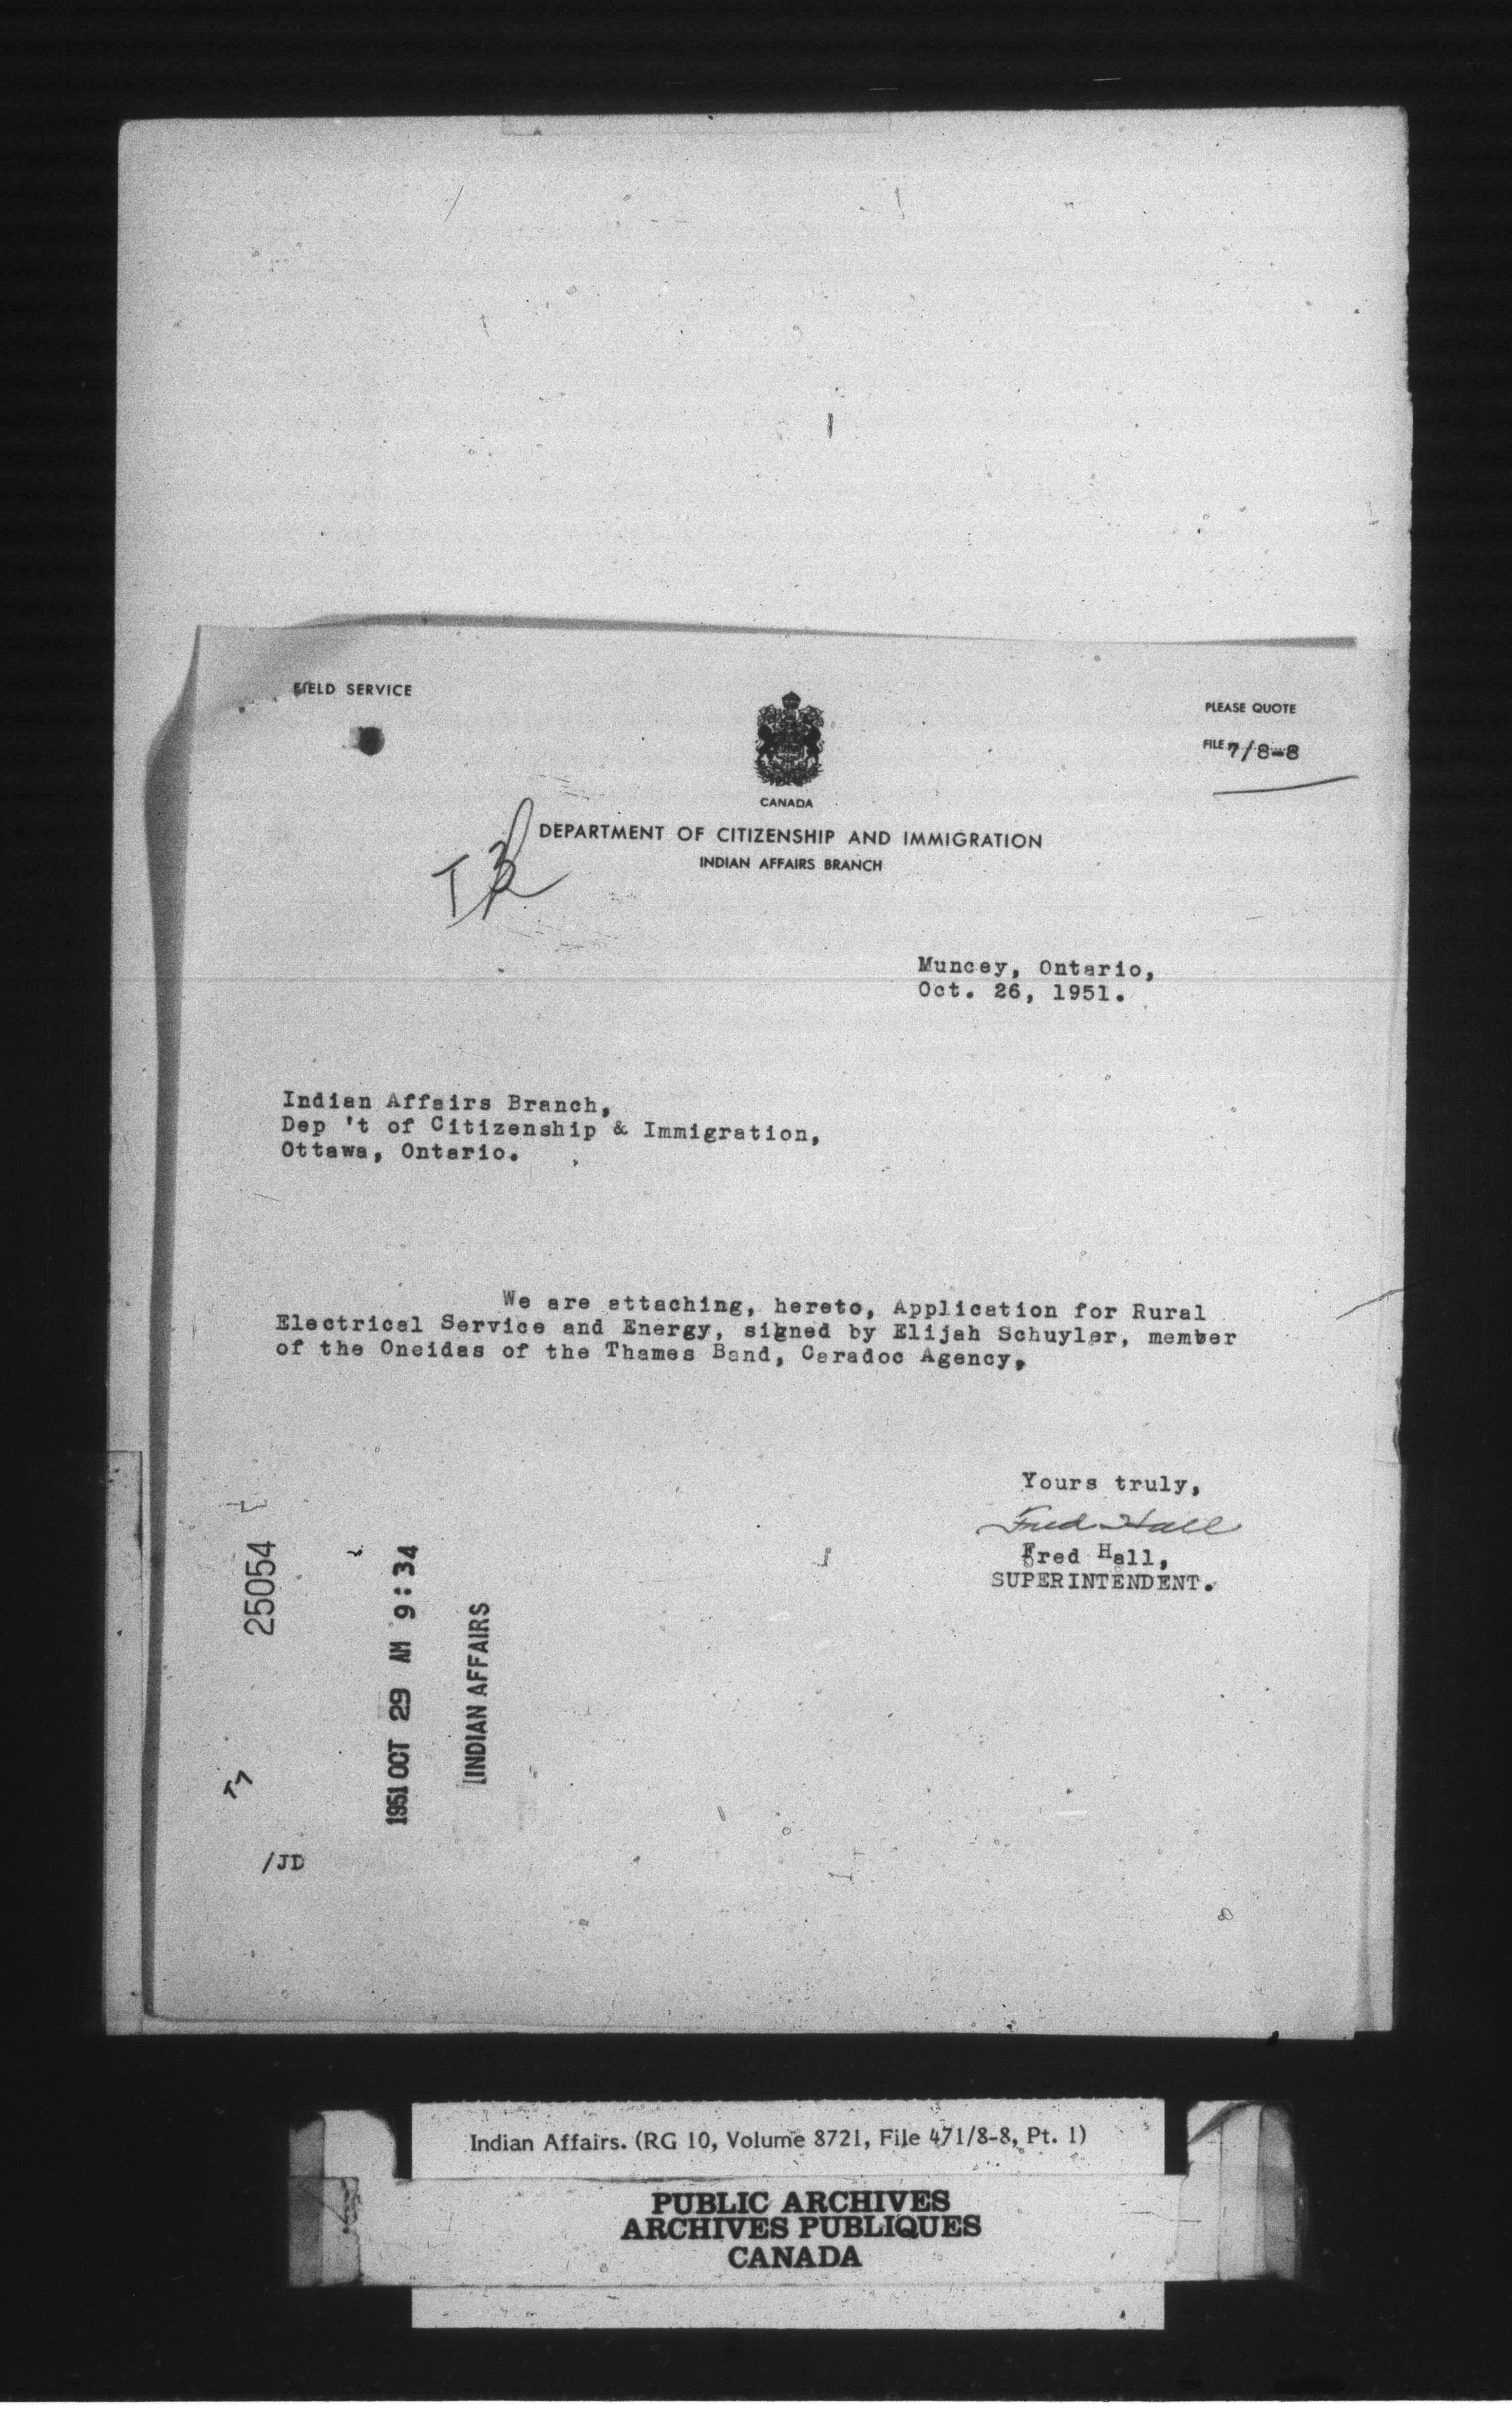 FIELD SERVICE
PLEASE QUOTE
FILE 7/8-8
CANADA
DEPARTMENT OF CITIZENSHIP AND IMMIGRATION
INDIAN AFFAIRS BRANCH
Muncey, Ontario,
Oct. 26, 1951.
Indian Affairs Branch,
Dep 't of Citizenship & Immigration,
Ottawa, Ontario.
We are attaching, hereto, Application for Rural
Electrical Service and Energy, signed by Elijah Schuyler, member
of the Oneidas of the Thames Band, Caradoc Agency,
Yours truly,
Fred Hall
Fred Hall,
SUPERINTENDENT.
25054
1951 OCT 29 AM 9:34
INDIAN AFFAIRS
/JD
Indian Affairs. (RG 10, Volume 8721, File 471/8-8, Pt. 1)
PUBLIC ARCHIVES
ARCHIVES PUBLIQUES
CANADA